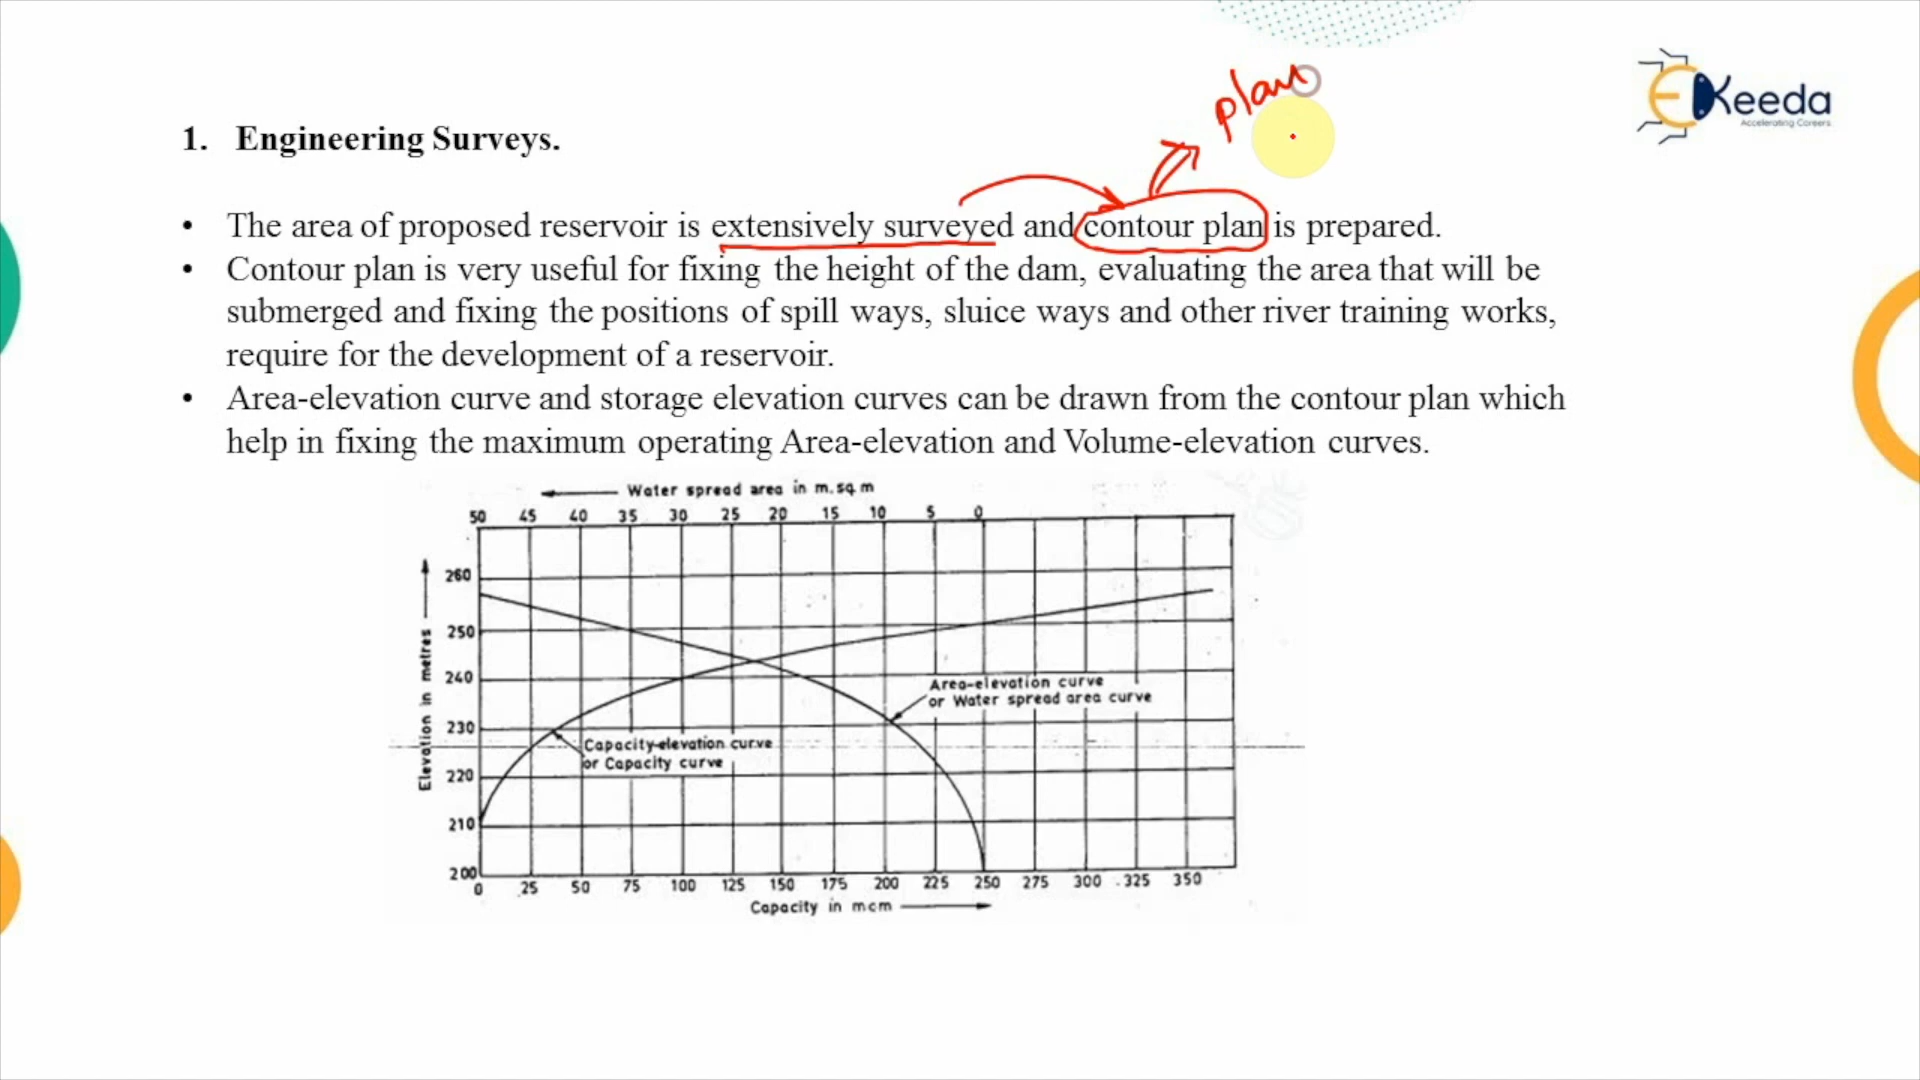 plan
Keeda
Accelerating Careers
1. Engineering Surveys.
• The area of proposed reservoir is extensively surveyed and contour plan is prepared.
• Contour plan is very useful for fixing the height of the dam, evaluating the area that will be
submerged and fixing the positions of spill ways, sluice ways and other river training works,
require for the development of a reservoir.
• Area-elevation curve and storage elevation curves can be drawn from the contour plan which
help in fixing the maximum operating Area-elevation and Volume-elevation curves.
Water spread area in m.sq.m
50 45 40 35 30 25 20 15 10 5 0
260
250
240
230
220
210
200
Elevation in metres
Area-elevation curve
or Water spread area curve
Capacity-elevation curve
or Capacity curve
0 25 50 75 100 125 150 175 200 225 250 275 300 325 350
Capacity in mcm